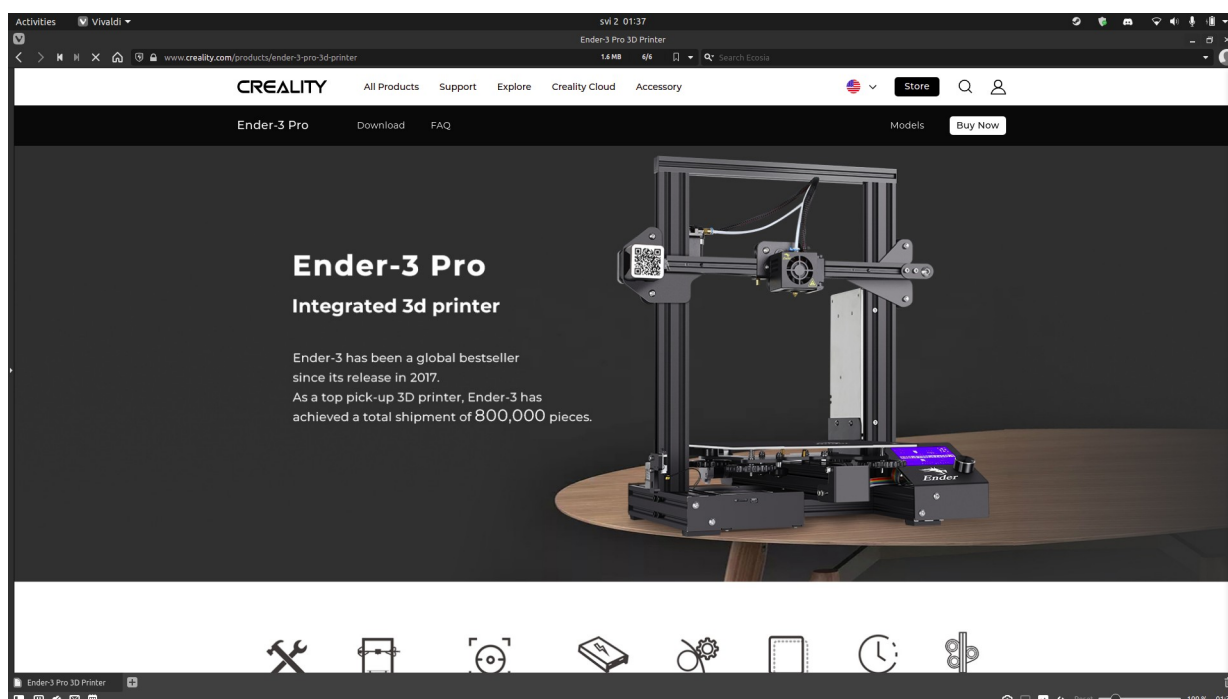 Activities Vivaldi svi 2 01:37
Ender-3 Pro 3D Printer
www.creality.com/products/ender-3-pro-3d-printer 1.6 MB 6/6 Search Ecosia
CREALITY All Products Support Explore Creality Cloud Accessory Store
Ender-3 Pro Download FAQ Models Buy Now
Ender-3 Pro
Integrated 3d printer
Ender-3 has been a global bestseller
since its release in 2017.
As a top pick-up 3D printer, Ender-3 has
achieved a total shipment of 800,000 pieces.
Ender
Ender-3 Pro 3D Printer
Reset 100 %